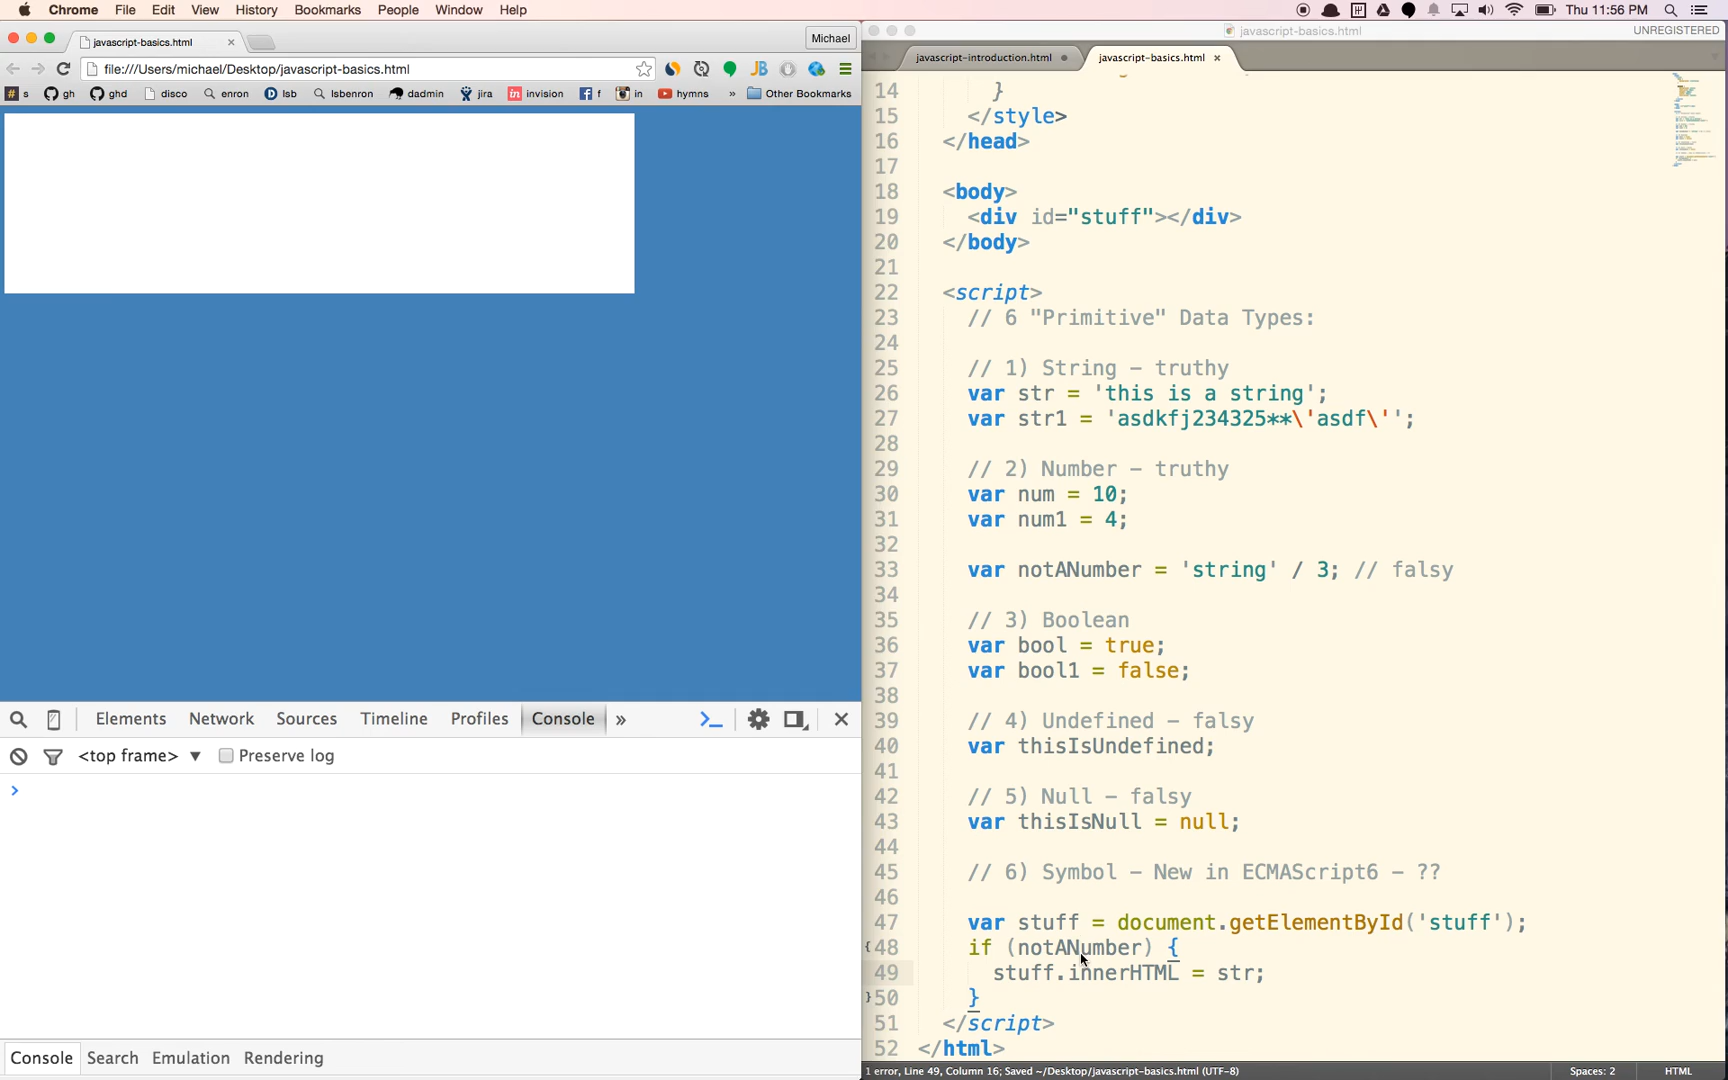 Chrome File Edit View History Bookmarks People Window Help Thu 11:56 PM
javascript-basics.html Michael
file:///Users/michael/Desktop/javascript-basics.html
s gh ghd disco enron lsb lsbenron dadmin jira invision f in hymns » Other Bookmarks
Elements Network Sources Timeline Profiles Console »
<top frame> Preserve log
>
Console Search Emulation Rendering
javascript-basics.html UNREGISTERED
javascript-introduction.html javascript-basics.html
14 }
15 </style>
16 </head>
17
18 <body>
19 <div id="stuff"></div>
20 </body>
21
22 <script>
23 // 6 "Primitive" Data Types:
24
25 // 1) String – truthy
26 var str = 'this is a string';
27 var str1 = 'asdkfj234325**\'asdf\'';
28
29 // 2) Number – truthy
30 var num = 10;
31 var num1 = 4;
32
33 var notANumber = 'string' / 3; // falsy
34
35 // 3) Boolean
36 var bool = true;
37 var bool1 = false;
38
39 // 4) Undefined – falsy
40 var thisIsUndefined;
41
42 // 5) Null – falsy
43 var thisIsNull = null;
44
45 // 6) Symbol – New in ECMAScript6 – ??
46
47 var stuff = document.getElementById('stuff');
48 if (notANumber) {
49 stuff.innerHTML = str;
50 }
51 </script>
52 </html>
1 error, Line 49, Column 16; Saved ~/Desktop/javascript-basics.html (UTF-8) Spaces: 2 HTML